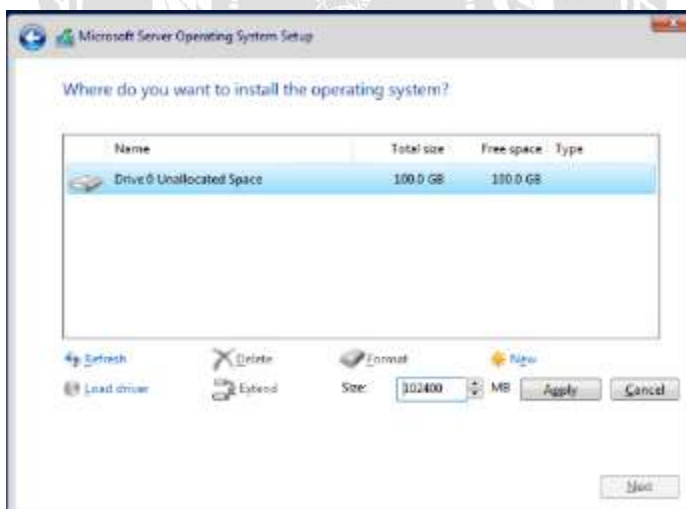 Microsoft Server Operating System Setup
Where do you want to install the operating system?
Name Total size Free space Type
Drive 0 Unallocated Space 100.0 GB 100.0 GB
Refresh Delete Format New
Load driver Extend Size: 102400 MB Apply Cancel
Next